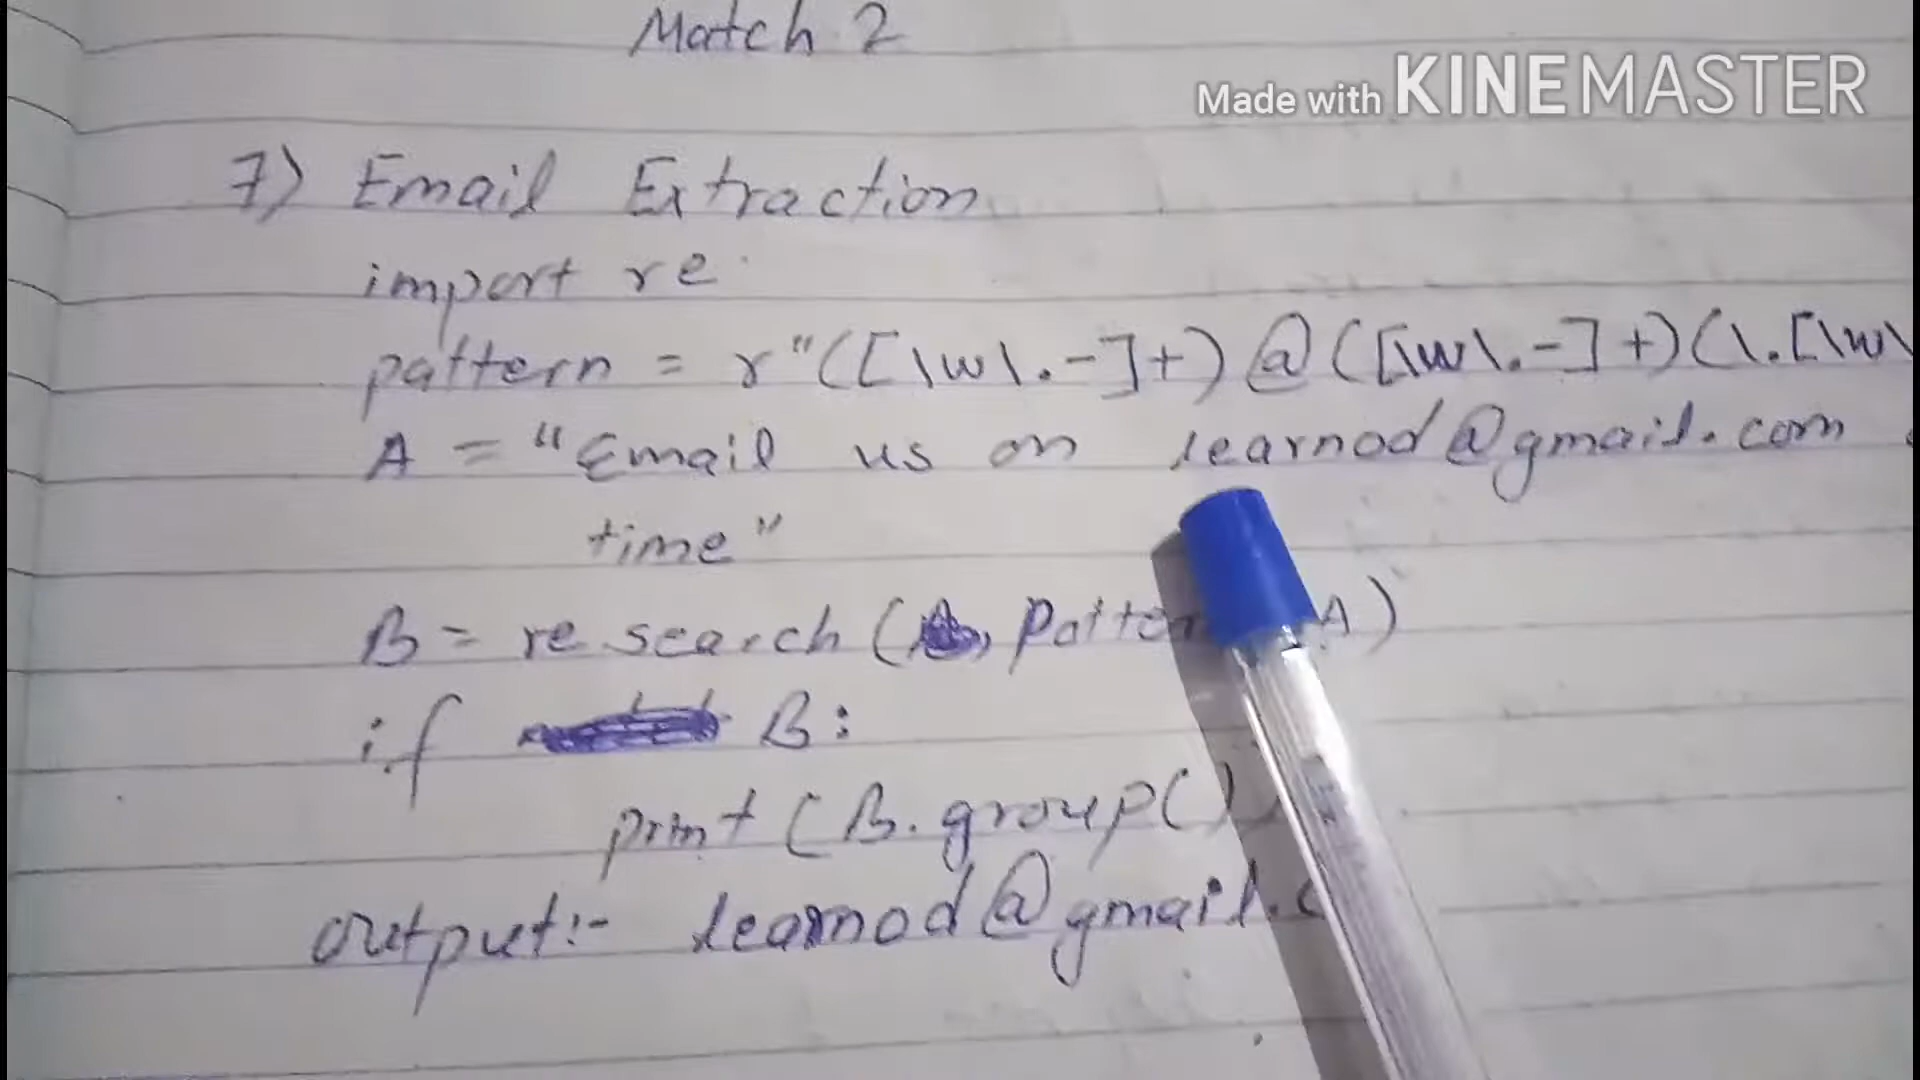 Match 2
Made with KINEMASTER
7) Email Extraction
import re
pattern = r"([\w\.-]+)@([\w\.-]+)(\.[\w\
A = "Email us on learnod@gmail.com
time"
B = re search ( A)
if B:
print (B.group())
output:- learnod@gmail.c